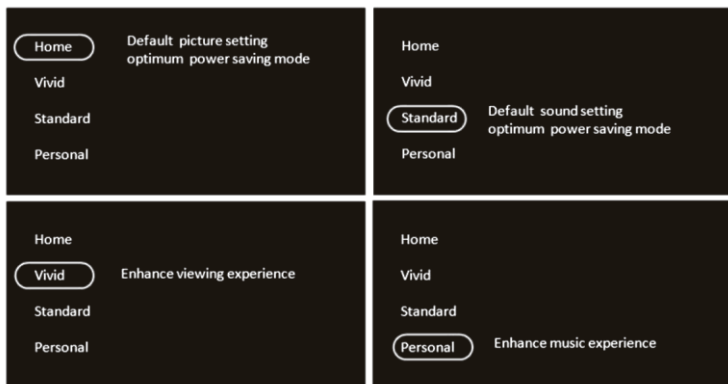 Home
Default picture setting
optimum power saving mode
Vivid
Standard
Personal
Home
Vivid
Standard
Default sound setting
optimum power saving mode
Personal
Home
Vivid
Enhance viewing experience
Standard
Personal
Home
Vivid
Standard
Personal
Enhance music experience